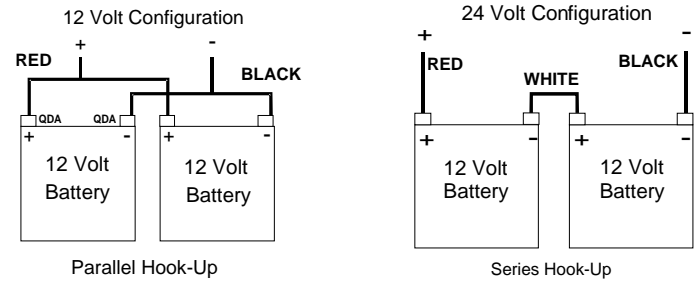 12 Volt Configuration
+ -
RED
BLACK
QDA QDA
+ - + -
12 Volt
Battery
12 Volt
Battery
Parallel Hook-Up
24 Volt Configuration
+ -
RED
BLACK
WHITE
+ - + -
12 Volt
Battery
12 Volt
Battery
Series Hook-Up